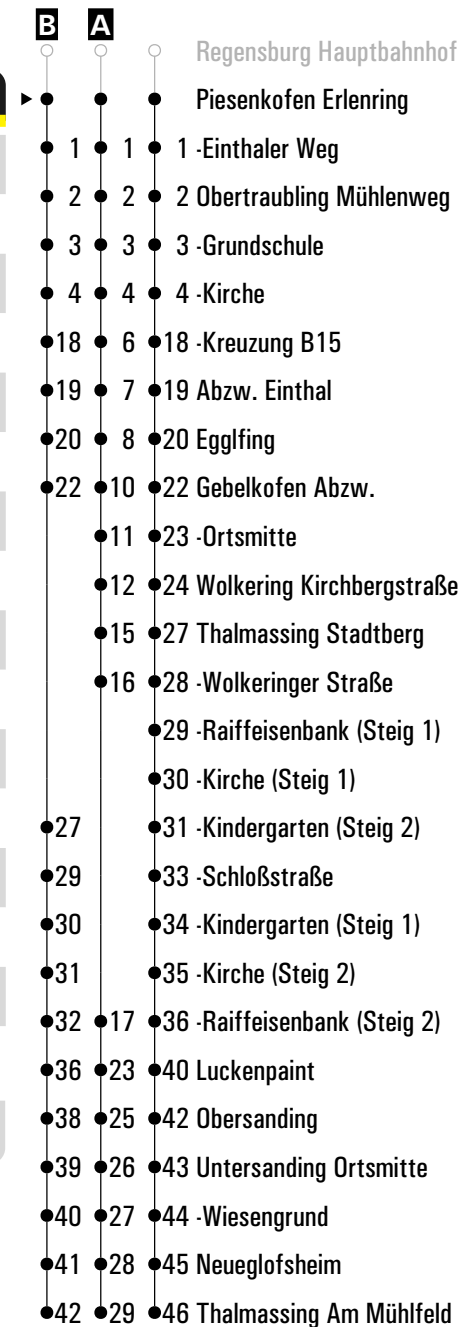 B A
Regensburg Hauptbahnhof
Piesenkofen Erlenring
1 1 1 -Einthaler Weg
2 2 2 Obertraubling Mühlenweg
3 3 3 -Grundschule
4 4 4 -Kirche
18 6 18 -Kreuzung B15
19 7 19 Abzw. Einthal
20 8 20 Egglfing
22 10 22 Gebelkofen Abzw.
11 23 -Ortsmitte
12 24 Wolkering Kirchbergstraße
15 27 Thalmassing Stadtberg
16 28 -Wolkeringer Straße
29 -Raiffeisenbank (Steig 1)
30 -Kirche (Steig 1)
27 31 -Kindergarten (Steig 2)
29 33 -Schloßstraße
30 34 -Kindergarten (Steig 1)
31 35 -Kirche (Steig 2)
32 17 36 -Raiffeisenbank (Steig 2)
36 23 40 Luckenpaint
38 25 42 Obersanding
39 26 43 Untersanding Ortsmitte
40 27 44 -Wiesengrund
41 28 45 Neueglofsheim
42 29 46 Thalmassing Am Mühlfeld